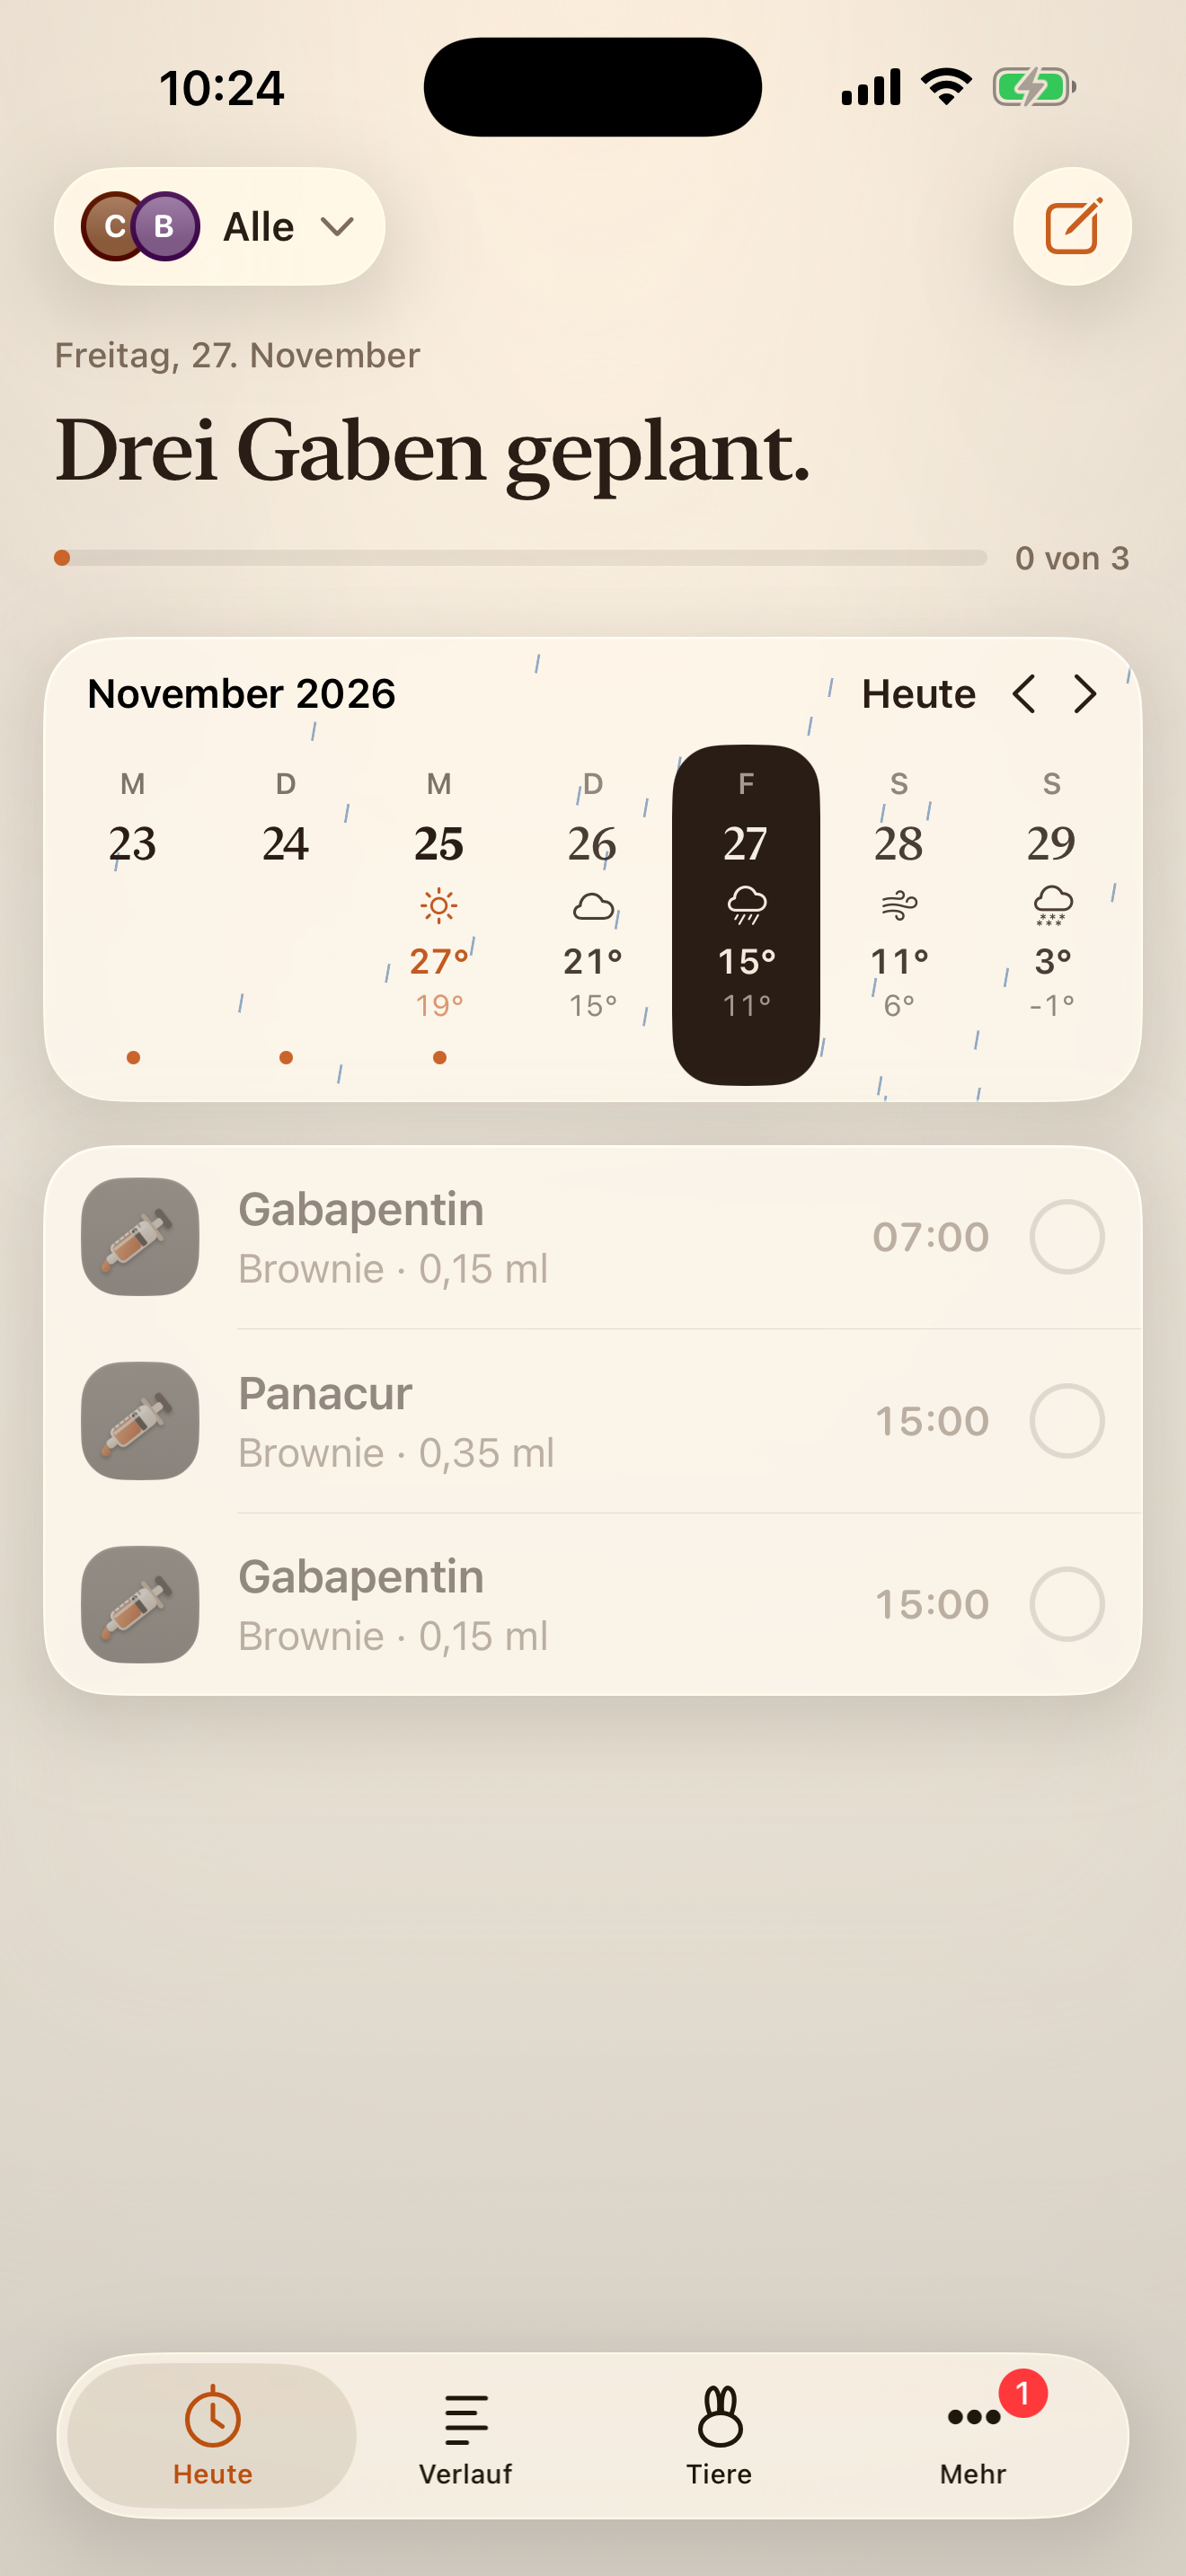 10:24
C B Alle
Freitag, 27. November
Drei Gaben geplant.
0 von 3
November 2026 Heute
M D M D F S S
23 24 25 26 27 28 29
27° 21° 15° 11° 3°
19° 15° 11° 6° -1°
Gabapentin
Brownie · 0,15 ml
07:00
Panacur
Brownie · 0,35 ml
15:00
Gabapentin
Brownie · 0,15 ml
15:00
1
Heute Verlauf Tiere Mehr